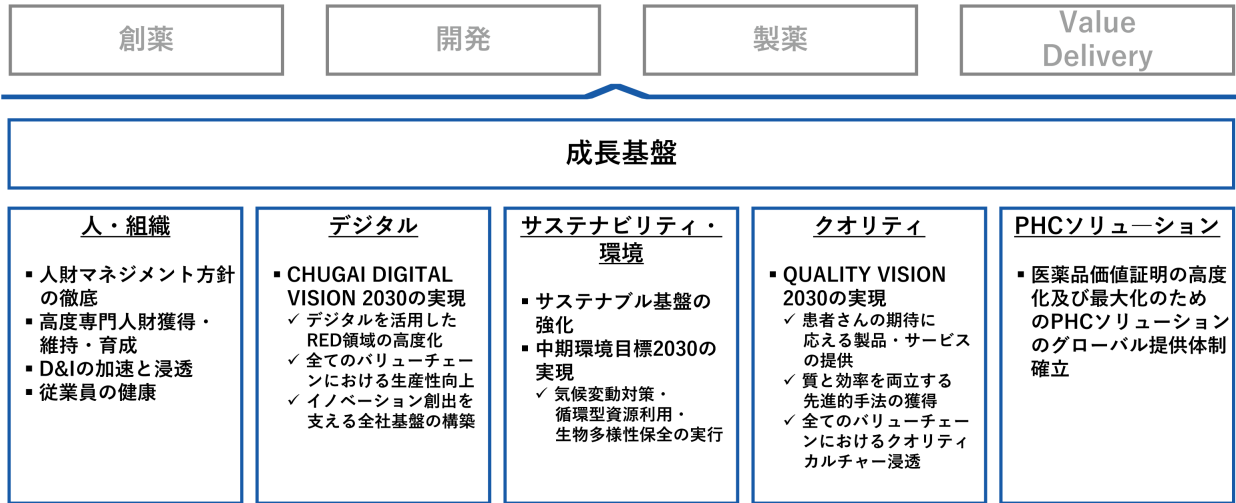 創薬
開発
製薬
Value
Delivery
成長基盤
人・組織
▪ 人財マネジメント方針
の徹底
▪ 高度専門人財獲得・
維持・育成
▪ D&Iの加速と浸透
▪ 従業員の健康
デジタル
▪ CHUGAI DIGITAL
VISION 2030の実現
✓ デジタルを活用した
RED領域の高度化
✓ 全てのバリューチェー
ンにおける生産性向上
✓ イノベーション創出を
支える全社基盤の構築
サステナビリティ・
環境
▪ サステナブル基盤の
強化
▪ 中期環境目標2030の
実現
✓ 気候変動対策・
循環型資源利用・
生物多様性保全の実行
クオリティ
▪ QUALITY VISION
2030の実現
✓ 患者さんの期待に
応える製品・サービス
の提供
✓ 質と効率を両立する
先進的手法の獲得
✓ 全てのバリューチェー
ンにおけるクオリティ
カルチャー浸透
PHCソリューション
▪ 医薬品価値証明の高度
化及び最大化のため
のPHCソリューション
のグローバル提供体制
確立